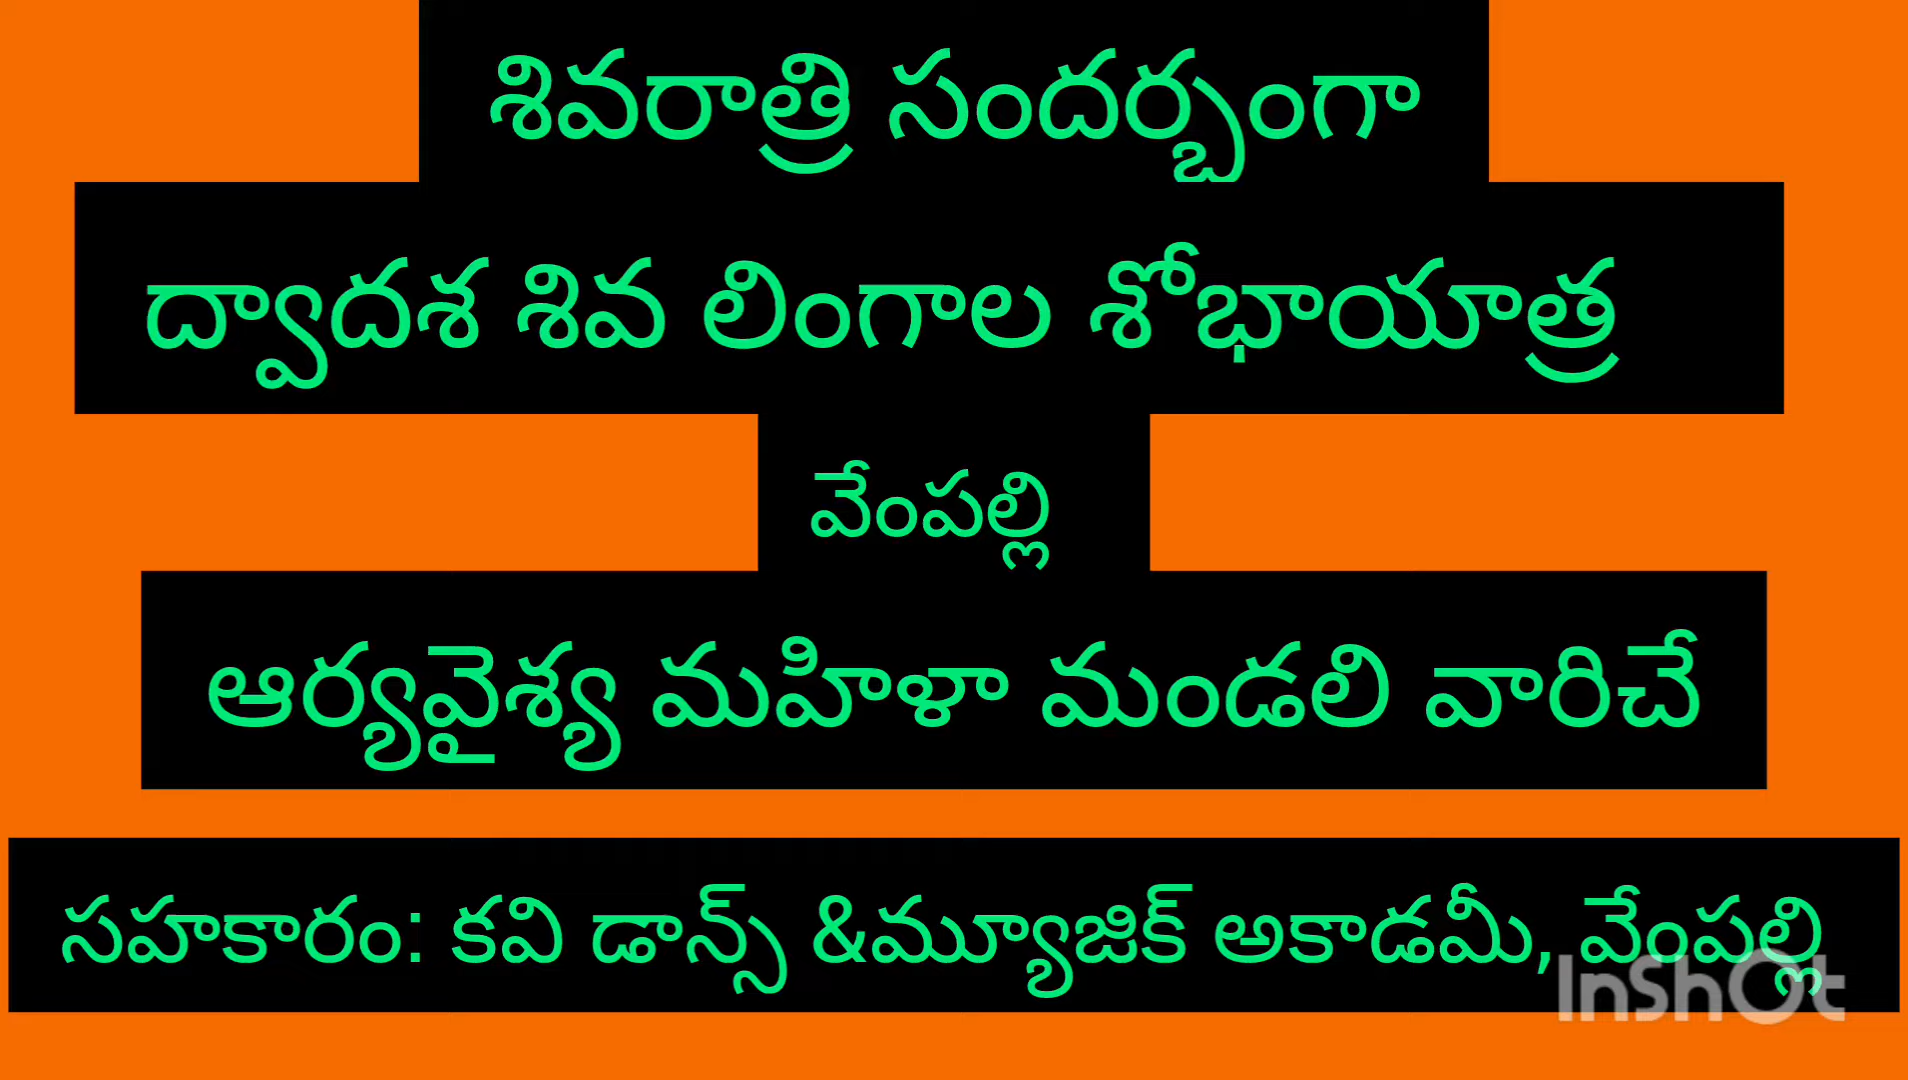 శివరాత్రి సందర్బంగా
ద్వాదశ శివ లింగాల శోభాయాత్ర
వేంపల్లి
ఆర్యవైశ్య మహిళా మండలి వారిచే
సహకారం: కవి డాన్స్ &మ్యూజిక్ అకాడమీ, వేంపల్లి
InShOt